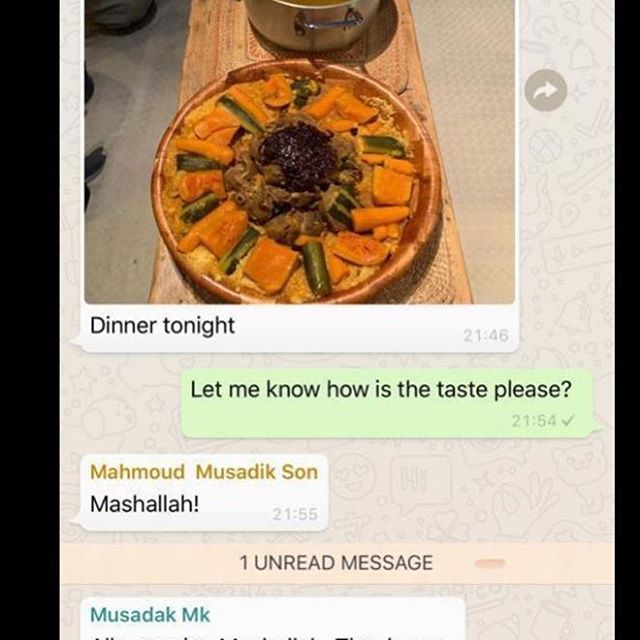 Dinner tonight
21:46
Let me know how is the taste please?
21:54
Mahmoud Musadik Son
Mashallah!
21:55
1 UNREAD MESSAGE
Musadak Mk